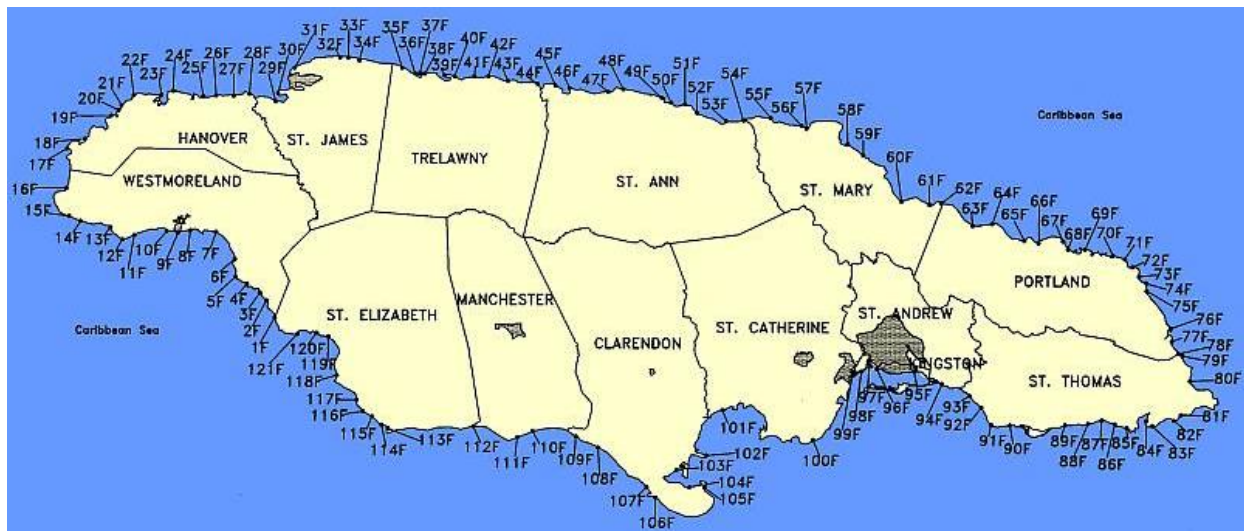 31F 33F 35F 37F
30F 32F 34F 36F 38F 40F 42F 45F 48F 51F 54F 57F
28F 29F 39F 41F 43F 44F 46F 47F 49F 50F 52F 53F 55F 56F 58F
22F 24F 26F
21F 23F 25F 27F
20F
19F
Caribbean Sea
18F HANOVER ST. JAMES 59F
17F TRELAWNY
16F WESTMORELAND ST. ANN ST. MARY 60F 61F 62F
15F 63F 64F 66F
14F 13F 65F 67F 69F
12F 11F 10F 9F 8F 7F 68F 70F 71F
6F 72F
5F 4F 73F
3F 74F
2F 75F
1F
MANCHESTER PORTLAND
ST. ELIZABETH ST. CATHERINE ST. ANDREW
Caribbean Sea
CLARENDON
76F
77F
121F 120F 78F
119F KINGSTON 79F
118F ST. THOMAS 80F
117F 97F 96F 95F 94F 93F
116F 98F 92F 81F
115F 99F 91F 90F 89F 87F 85F 84F 82F
114F 113F 112F 110F 101F 88F 86F 83F
111F 109F 100F
108F 102F
103F
107F 104F
106F 105F